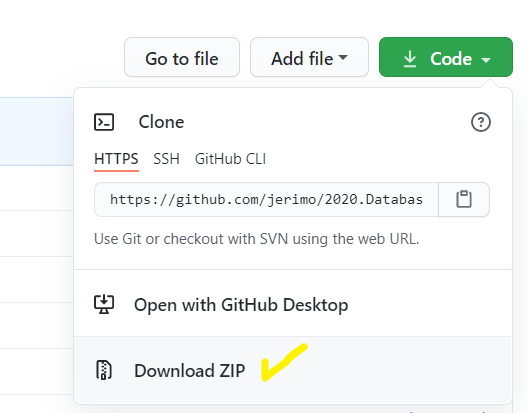 Go to file Add file Code
Clone
HTTPS SSH GitHub CLI
https://github.com/jerimo/2020.Databas
Use Git or checkout with SVN using the web URL.
Open with GitHub Desktop
Download ZIP